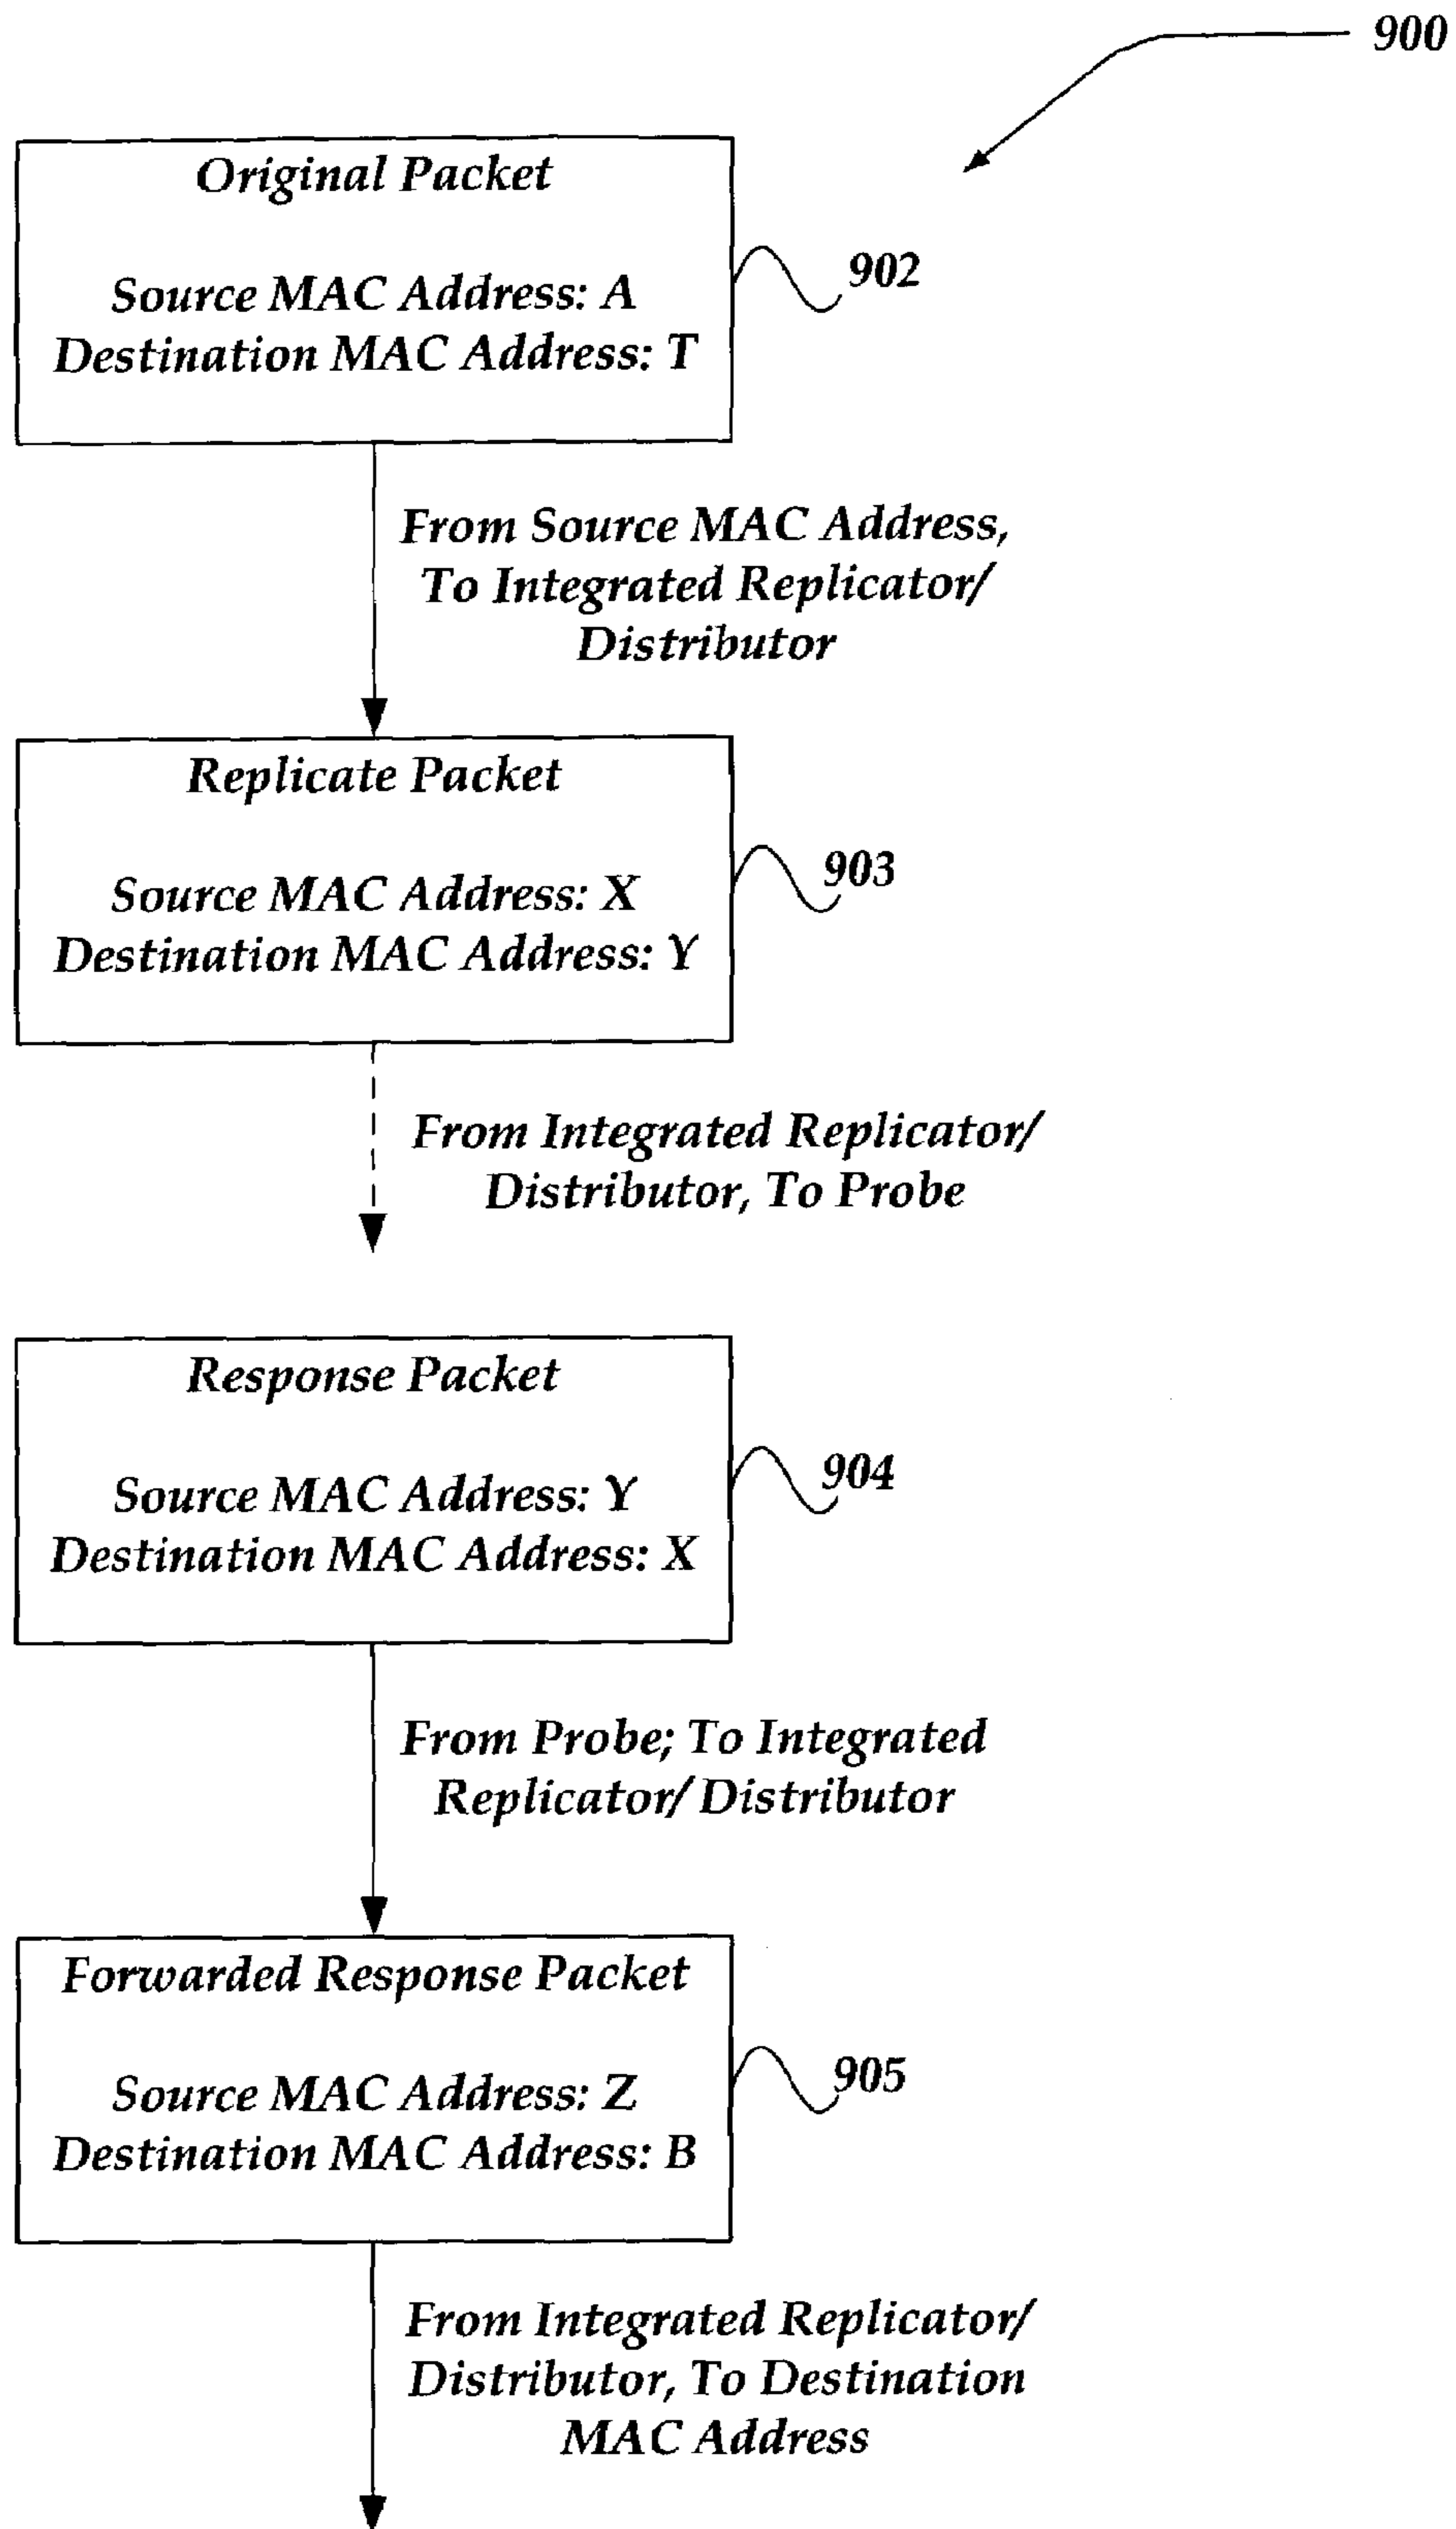 900
Original Packet
Source MAC Address: A
Destination MAC Address: T
902
From Source MAC Address,
To Integrated Replicator/
Distributor
Replicate Packet
Source MAC Address: X
Destination MAC Address: Y
903
From Integrated Replicator/
Distributor, To Probe
Response Packet
Source MAC Address: Y
Destination MAC Address: X
904
From Probe; To Integrated
Replicator/Distributor
Forwarded Response Packet
Source MAC Address: Z
Destination MAC Address: B
905
From Integrated Replicator/
Distributor, To Destination
MAC Address